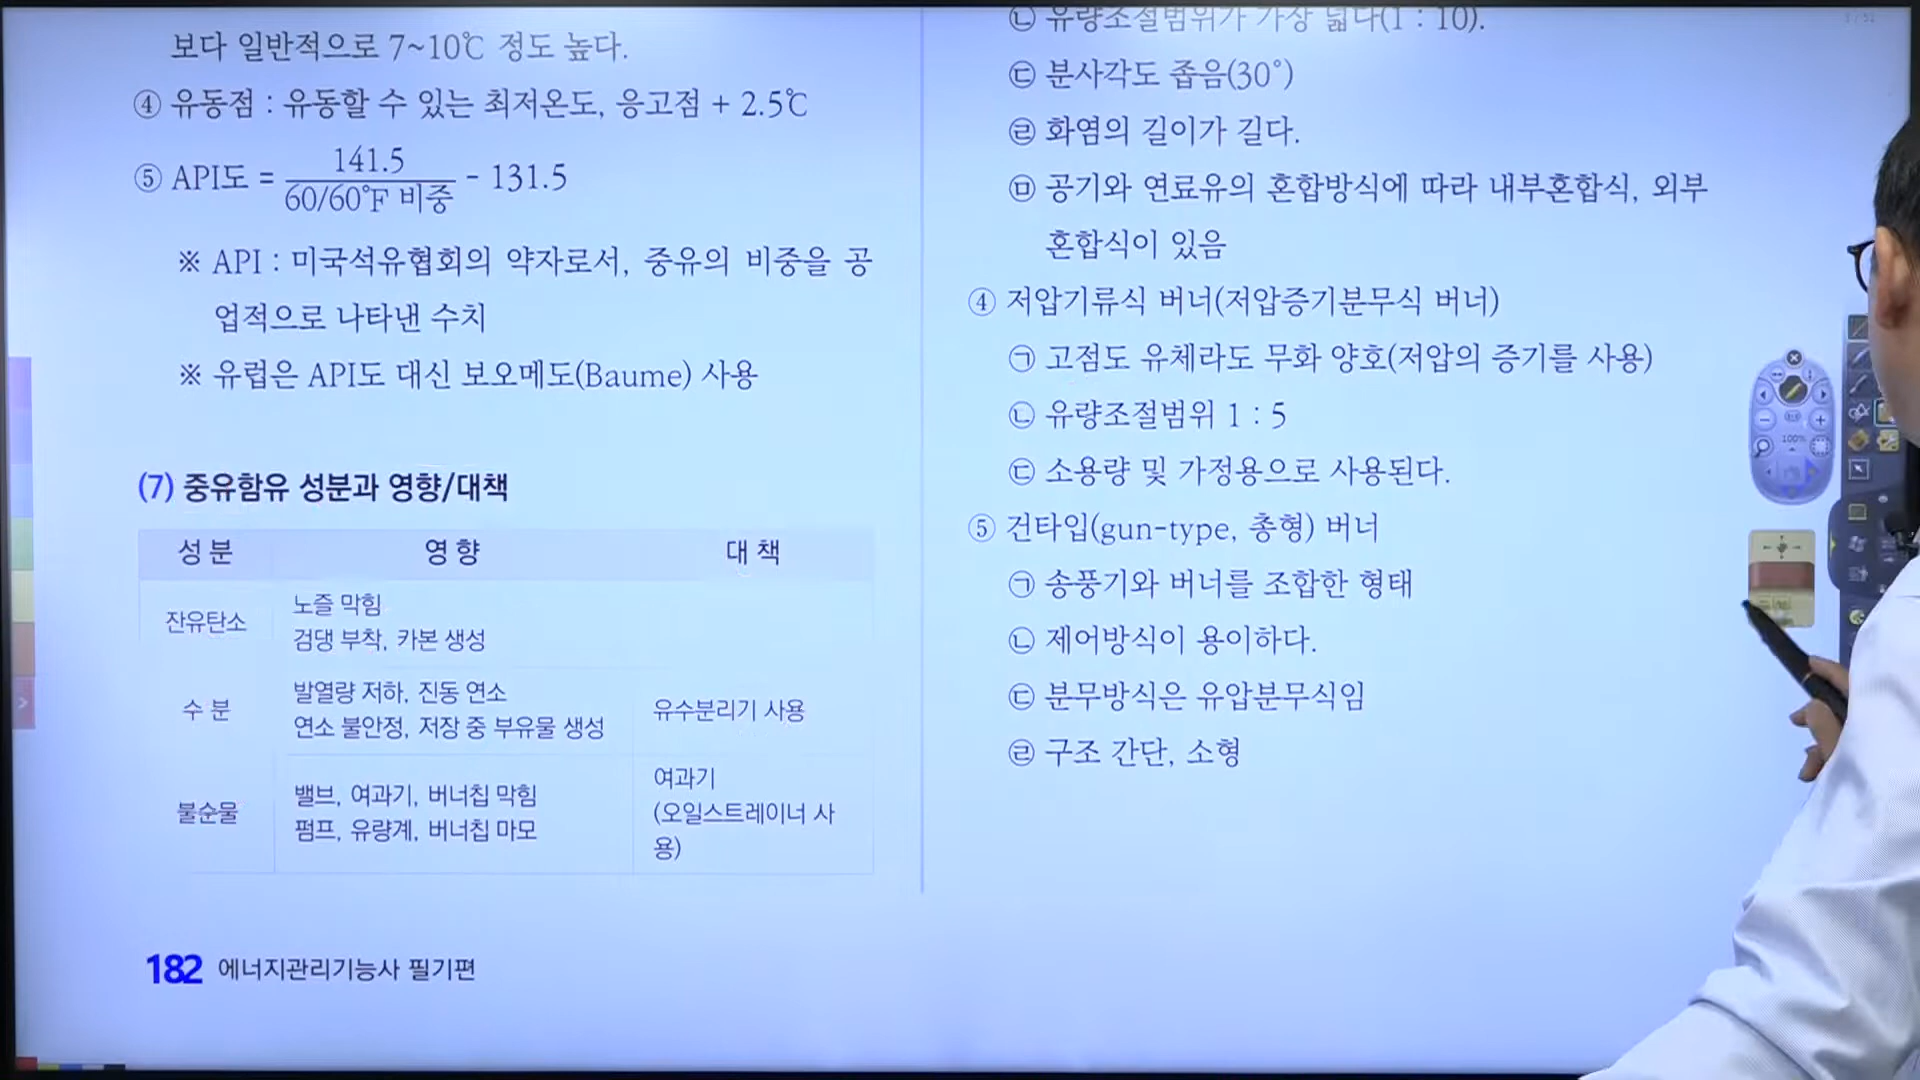 보다 일반적으로 7~10℃ 정도 높다.
④ 유동점 : 유동할 수 있는 최저온도, 응고점 + 2.5℃
⑤ API도 = 141.5 / 60/60℉ 비중 - 131.5
※ API : 미국석유협회의 약자로서, 중유의 비중을 공
업적으로 나타낸 수치
※ 유럽은 API도 대신 보오메도(Baume) 사용
(7) 중유함유 성분과 영향/대책
성 분 영 향 대 책
잔유탄소
노즐 막힘
검댕 부착, 카본 생성
수 분
발열량 저하, 진동 연소
연소 불안정, 저장 중 부유물 생성
유수분리기 사용
불순물
밸브, 여과기, 버너칩 막힘
펌프, 유량계, 버너칩 마모
여과기
(오일스트레이너 사
용)
182 에너지관리기능사 필기편
㉡ 유량조절범위가 가장 넓다(1 : 10).
㉢ 분사각도 좁음(30°)
㉣ 화염의 길이가 길다.
㉤ 공기와 연료유의 혼합방식에 따라 내부혼합식, 외부
혼합식이 있음
④ 저압기류식 버너(저압증기분무식 버너)
㉠ 고점도 유체라도 무화 양호(저압의 증기를 사용)
㉡ 유량조절범위 1 : 5
㉢ 소용량 및 가정용으로 사용된다.
⑤ 건타입(gun-type, 총형) 버너
㉠ 송풍기와 버너를 조합한 형태
㉡ 제어방식이 용이하다.
㉢ 분무방식은 유압분무식임
㉣ 구조 간단, 소형
100%